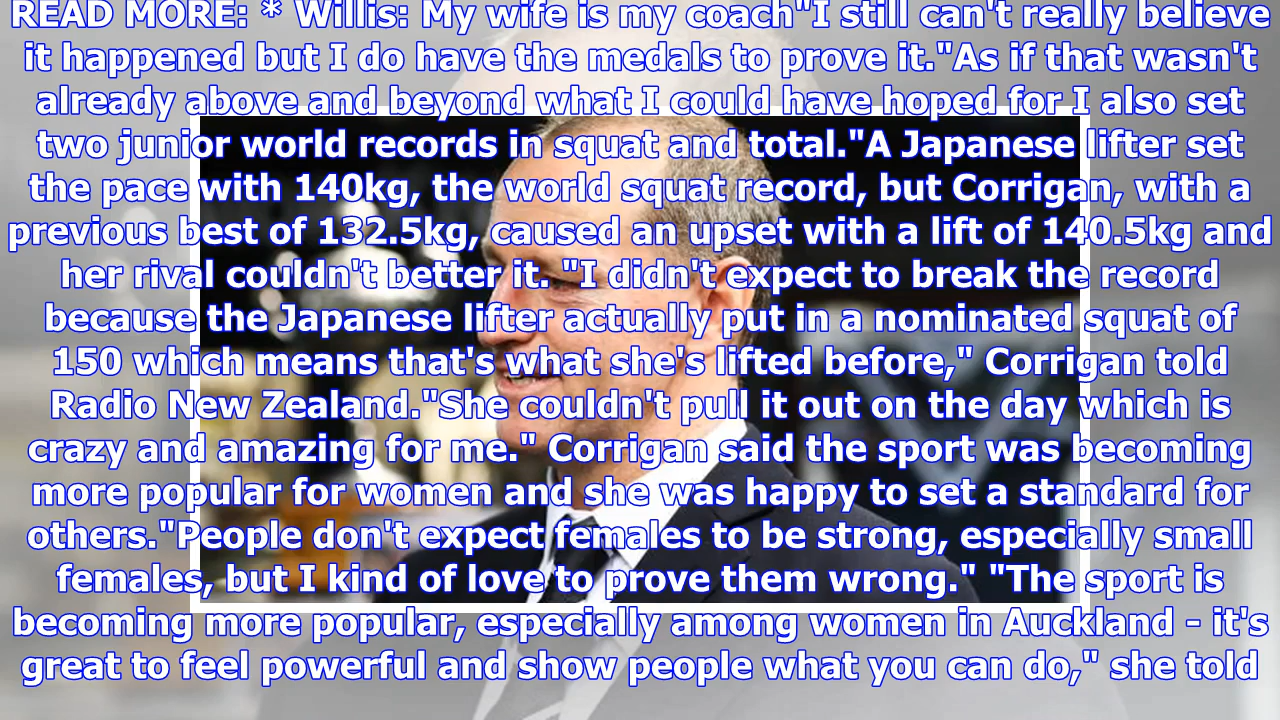 READ MORE: * Willis: My wife is my coach"I still can't really believe
it happened but I do have the medals to prove it."As if that wasn't
already above and beyond what I could have hoped for I also set
two junior world records in squat and total."A Japanese lifter set
the pace with 140kg, the world squat record, but Corrigan, with a
previous best of 132.5kg, caused an upset with a lift of 140.5kg and
her rival couldn't better it. "I didn't expect to break the record
because the Japanese lifter actually put in a nominated squat of
150 which means that's what she's lifted before," Corrigan told
Radio New Zealand."She couldn't pull it out on the day which is
crazy and amazing for me." Corrigan said the sport was becoming
more popular for women and she was happy to set a standard for
others."People don't expect females to be strong, especially small
females, but I kind of love to prove them wrong." "The sport is
becoming more popular, especially among women in Auckland - it's
great to feel powerful and show people what you can do," she told